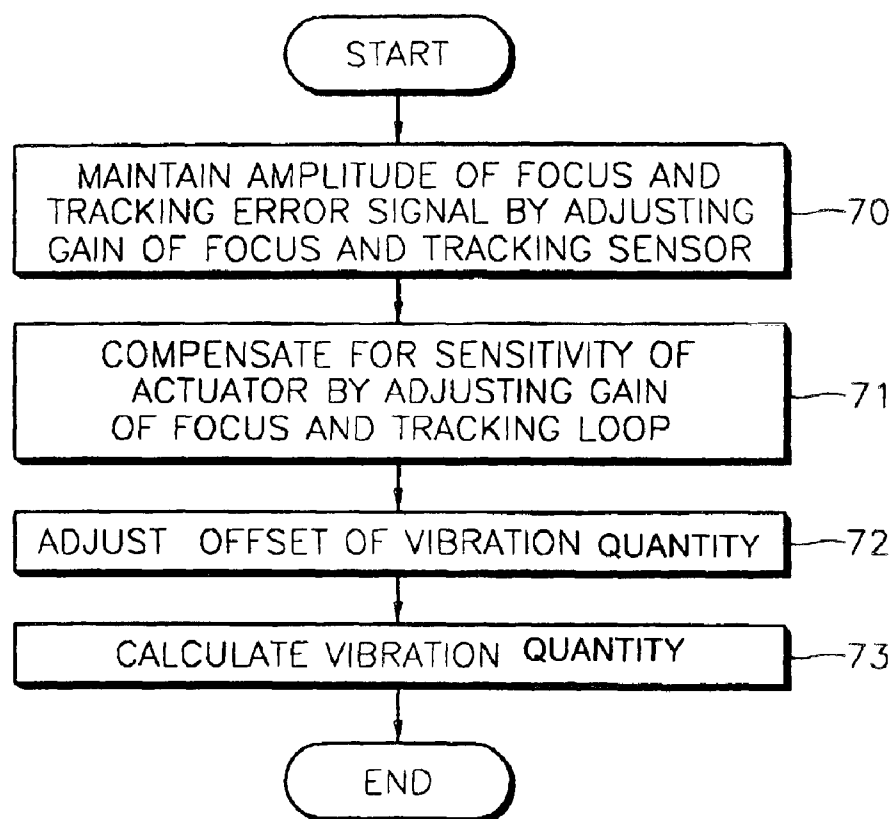 START
MAINTAIN AMPLITUDE OF FOCUS AND
TRACKING ERROR SIGNAL BY ADJUSTING
GAIN OF FOCUS AND TRACKING SENSOR
70
COMPENSATE FOR SENSITIVITY OF
ACTUATOR BY ADJUSTING GAIN
OF FOCUS AND TRACKING LOOP
71
ADJUST OFFSET OF VIBRATION QUANTITY
72
CALCULATE VIBRATION QUANTITY
73
END